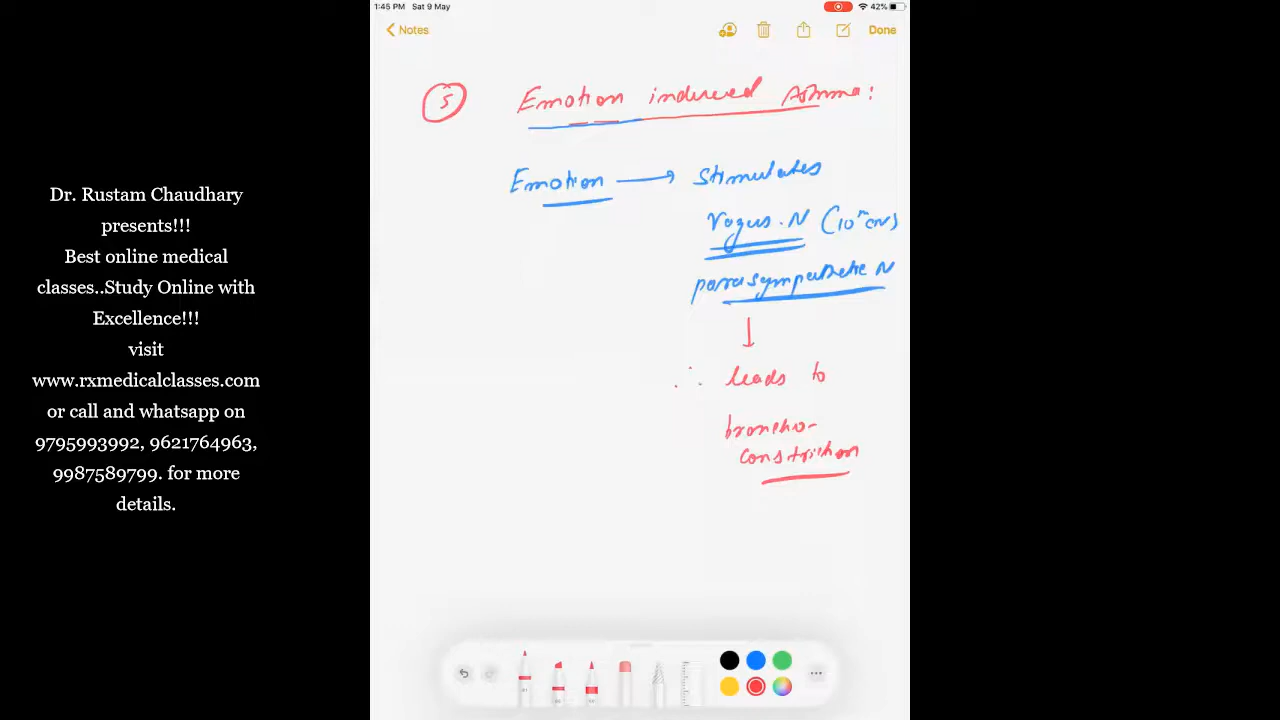 1:45 PM Sat 9 May
42%
Notes
Done
5 Emotion induced Asthma:
Emotion → stimulates
Vagus. N (10th CN)
parasympathetic N
↓
∴ leads to
broncho-
constriction
Dr. Rustam Chaudhary
presents!!!
Best online medical
classes..Study Online with
Excellence!!!
visit
www.rxmedicalclasses.com
or call and whatsapp on
9795993992, 9621764963,
9987589799. for more
details.